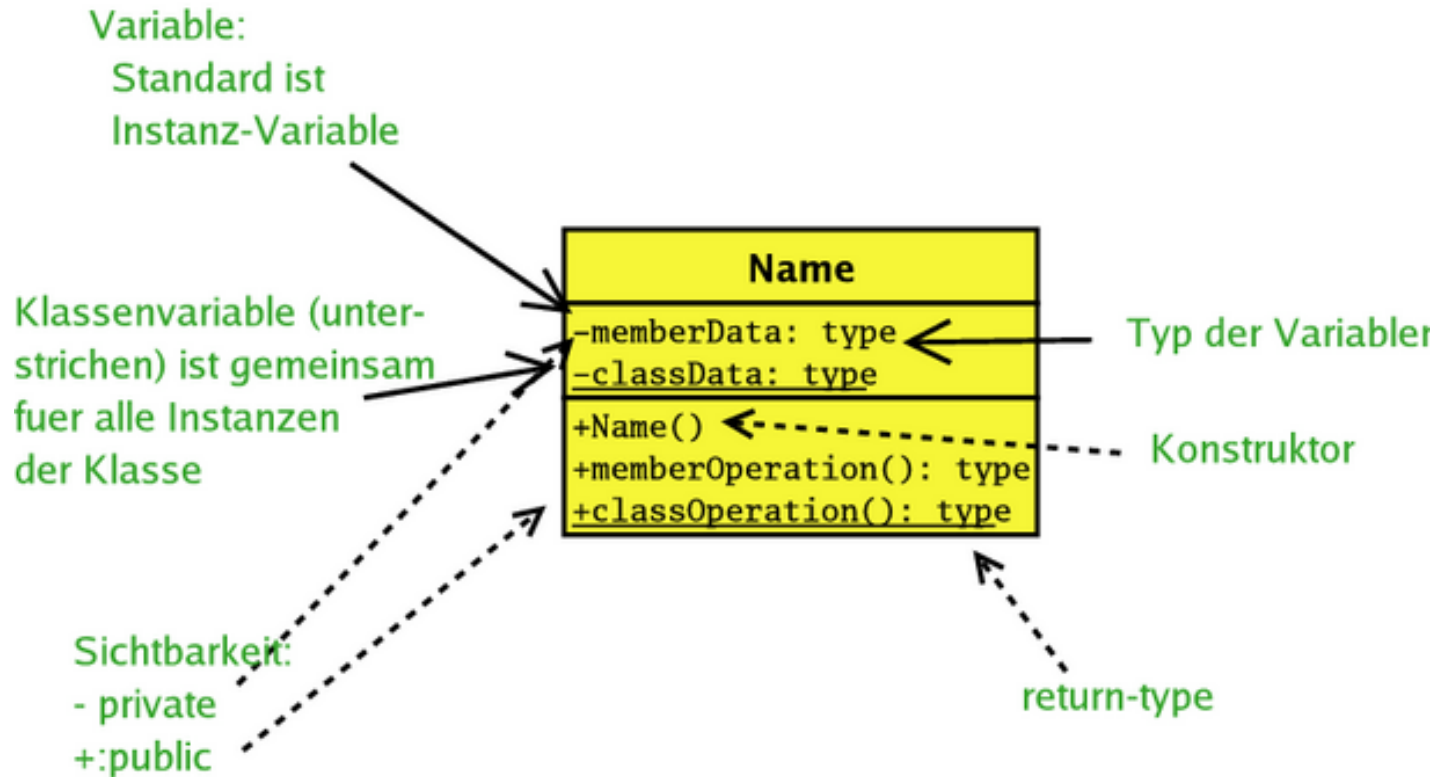 Variable:
Standard ist
Instanz-Variable
Name
Klassenvariable (unter-
strichen) ist gemeinsam
fuer alle Instanzen
der Klasse
-memberData: type
-classData: type
Typ der Variabler
+Name()
+memberOperation(): type
+classOperation(): type
Konstruktor
Sichtbarkeit:
- private
+:public
return-type